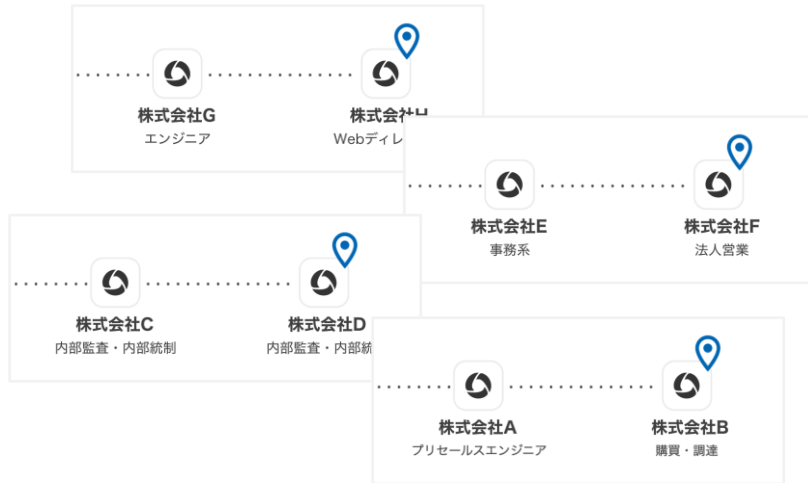 株式会社G
エンジニア
株式会社H
Webディレ
株式会社E
事務系
株式会社F
法人営業
株式会社C
内部監査・内部統制
株式会社D
内部監査・内部統
株式会社A
プリセールスエンジニア
株式会社B
購買・調達